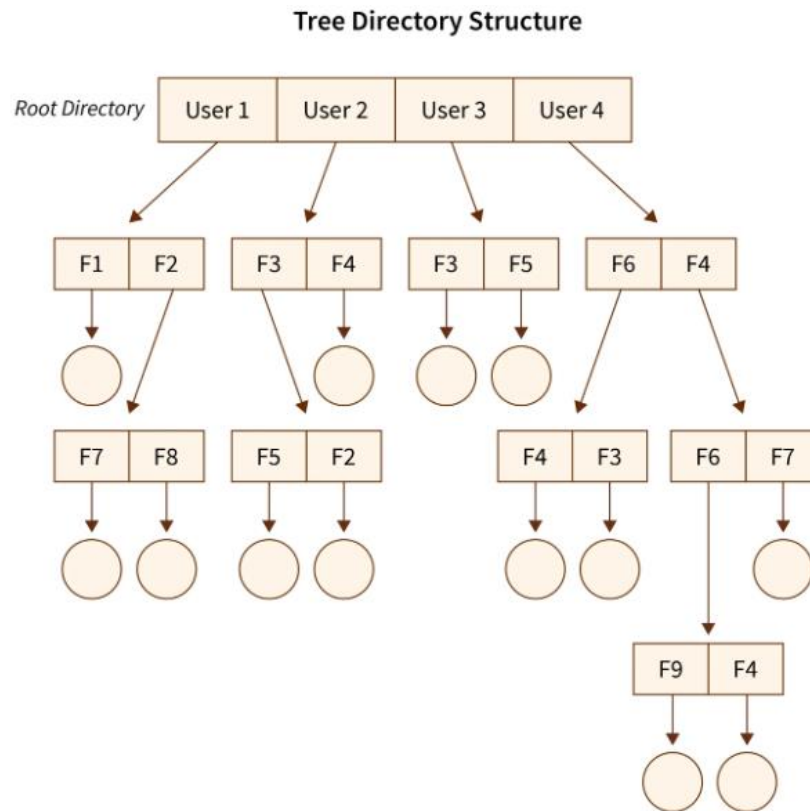 Tree Directory Structure
Root Directory User 1 User 2 User 3 User 4
F1 F2 F3 F4 F3 F5 F6 F4
F7 F8 F5 F2 F4 F3 F6 F7
F9 F4